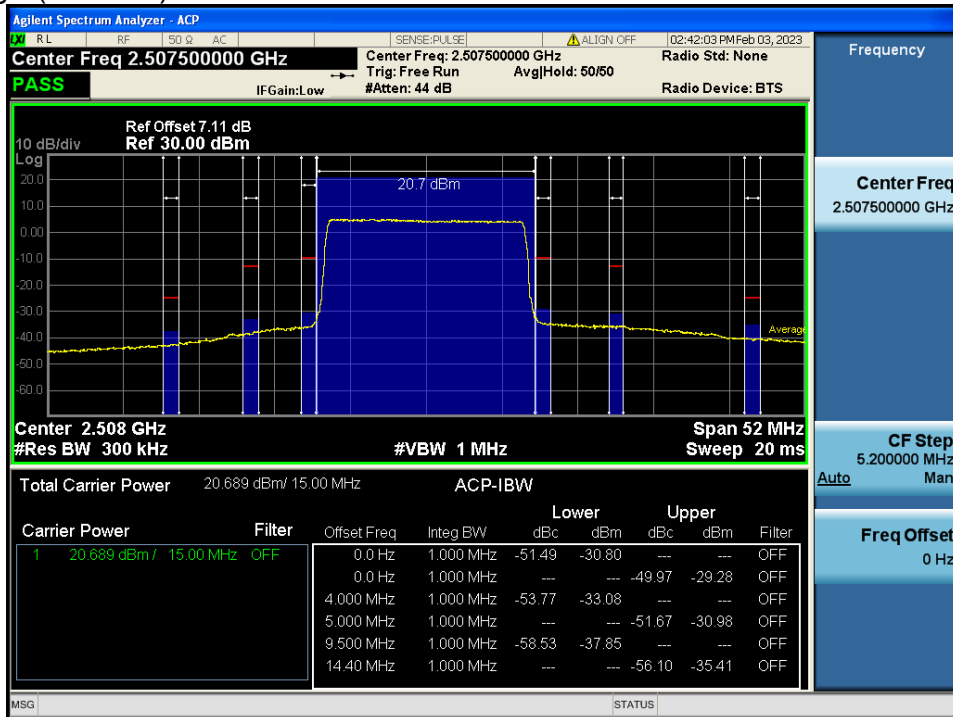 Agilent Spectrum Analyzer - ACP
LXI RL RF 50 Ω AC SENSE:PULSE ALIGN OFF 02:42:03 PM Feb 03, 2023
Center Freq 2.507500000 GHz Center Freq: 2.507500000 GHz Radio Std: None
Trig: Free Run Avg|Hold: 50/50
PASS IFGain:Low #Atten: 44 dB Radio Device: BTS
Ref Offset 7.11 dB
10 dB/div Ref 30.00 dBm
Log
20.0
10.0
0.00
-10.0
-20.0
-30.0
-40.0
-50.0
-60.0
20.7 dBm
Average
Center 2.508 GHz Span 52 MHz
#Res BW 300 kHz #VBW 1 MHz Sweep 20 ms
Total Carrier Power 20.689 dBm/ 15.00 MHz ACP-IBW
Lower Upper
Carrier Power Filter Offset Freq Integ BW dBc dBm dBc dBm Filter
1 20.689 dBm / 15.00 MHz OFF 0.0 Hz 1.000 MHz -51.49 -30.80 --- --- OFF
0.0 Hz 1.000 MHz --- --- -49.97 -29.28 OFF
4.000 MHz 1.000 MHz -53.77 -33.08 --- --- OFF
5.000 MHz 1.000 MHz --- --- -51.67 -30.98 OFF
9.500 MHz 1.000 MHz -58.53 -37.85 --- --- OFF
14.40 MHz 1.000 MHz --- --- -56.10 -35.41 OFF
MSG STATUS
Frequency
Center Freq
2.507500000 GHz
CF Step
5.200000 MHz
Auto Man
Freq Offset
0 Hz